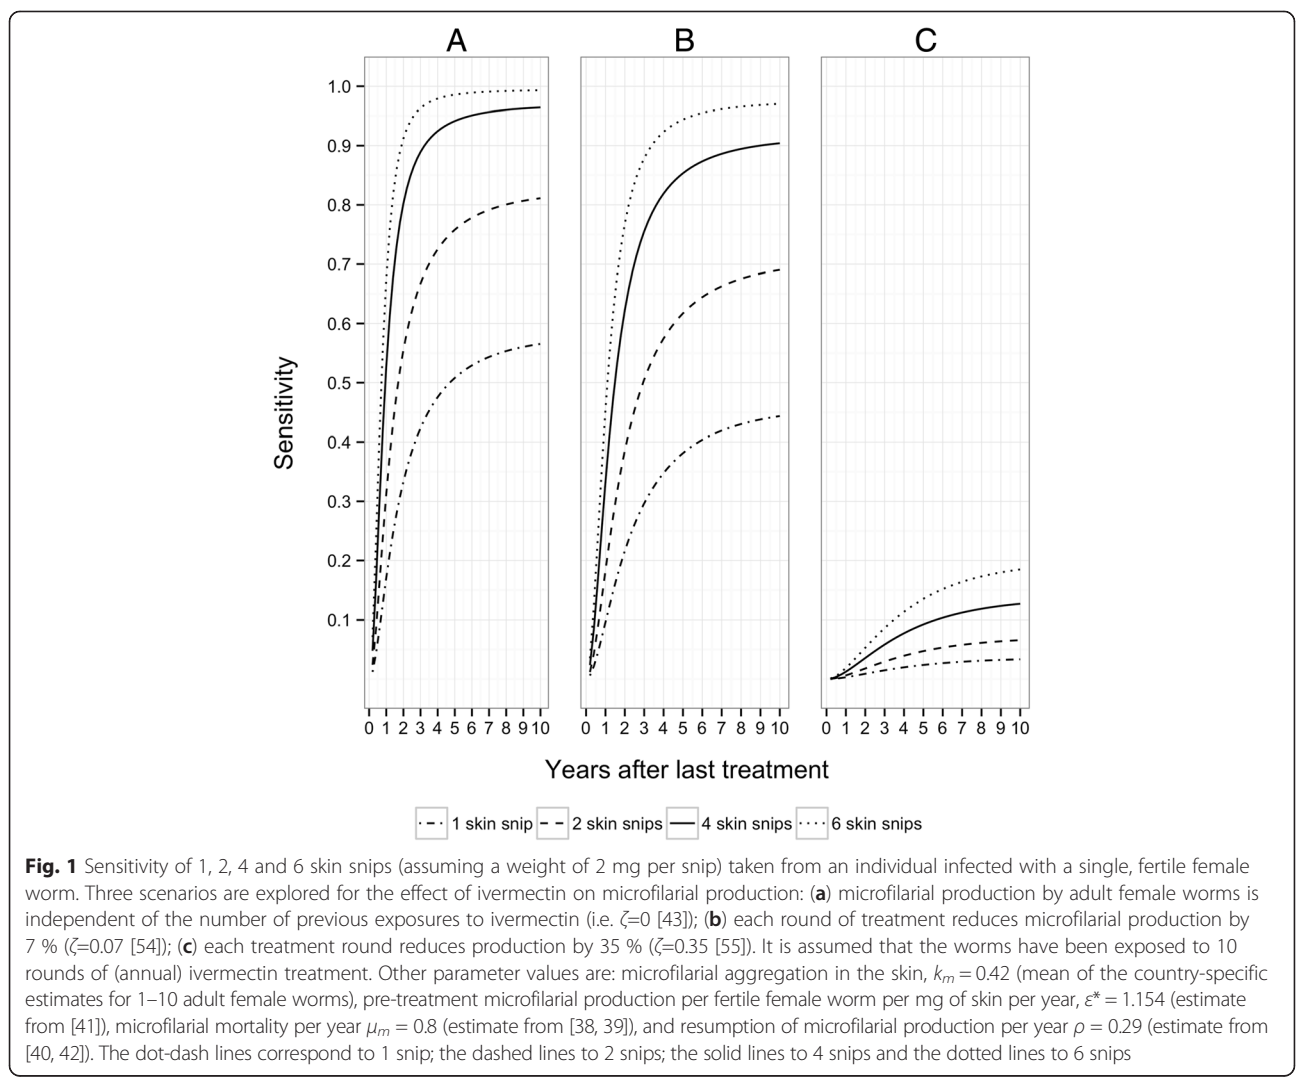 A B C
1.0
0.9
0.8
0.7
0.6
0.5
0.4
0.3
0.2
0.1
Sensitivity
0 1 2 3 4 5 6 7 8 9 10 0 1 2 3 4 5 6 7 8 9 10 0 1 2 3 4 5 6 7 8 9 10
Years after last treatment
1 skin snip 2 skin snips 4 skin snips 6 skin snips
Fig. 1 Sensitivity of 1, 2, 4 and 6 skin snips (assuming a weight of 2 mg per snip) taken from an individual infected with a single, fertile female
worm. Three scenarios are explored for the effect of ivermectin on microfilarial production: (a) microfilarial production by adult female worms is
independent of the number of previous exposures to ivermectin (i.e. ζ=0 [43]); (b) each round of treatment reduces microfilarial production by
7 % (ζ=0.07 [54]); (c) each treatment round reduces production by 35 % (ζ=0.35 [55]). It is assumed that the worms have been exposed to 10
rounds of (annual) ivermectin treatment. Other parameter values are: microfilarial aggregation in the skin, kₘ = 0.42 (mean of the country-specific
estimates for 1–10 adult female worms), pre-treatment microfilarial production per fertile female worm per mg of skin per year, ε* = 1.154 (estimate
from [41]), microfilarial mortality per year μₘ = 0.8 (estimate from [38, 39]), and resumption of microfilarial production per year ρ = 0.29 (estimate from
[40, 42]). The dot-dash lines correspond to 1 snip; the dashed lines to 2 snips; the solid lines to 4 snips and the dotted lines to 6 snips